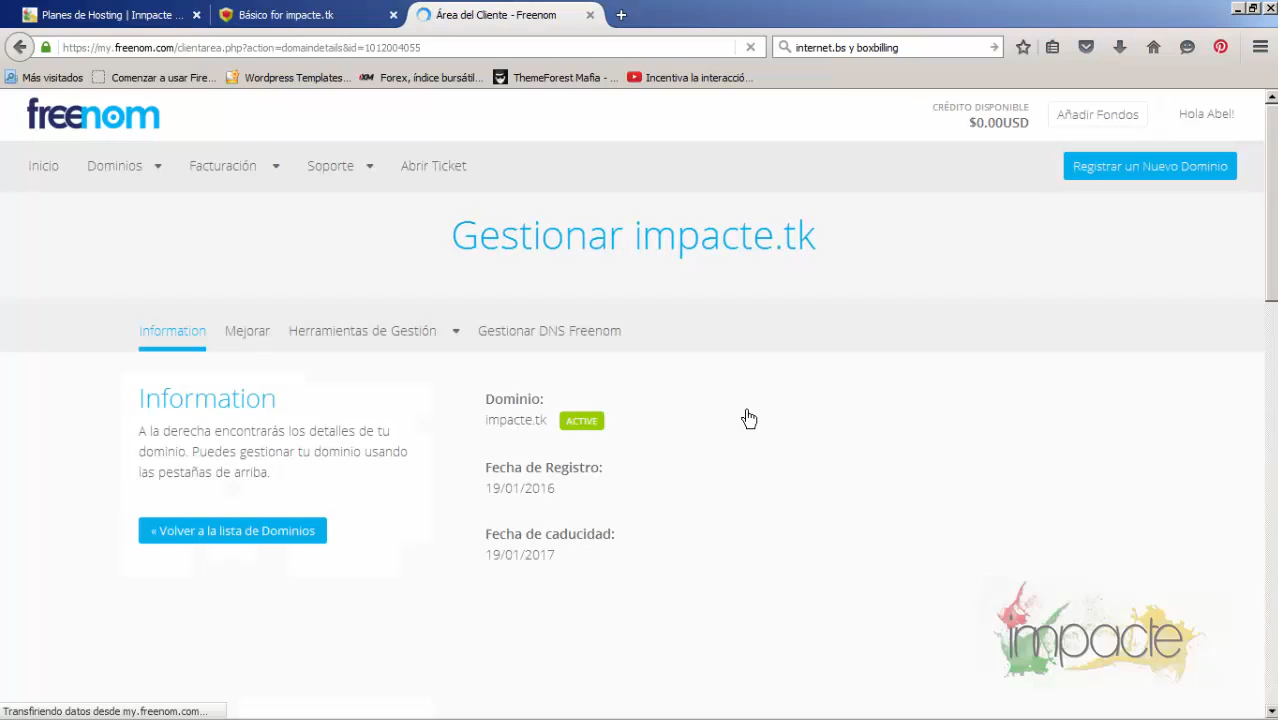 Planes de Hosting | Innpacte ...
Básico for impacte.tk
Área del Cliente - Freenom
https://my.freenom.com/clientarea.php?action=domaindetails&id=1012004055
internet.bs y boxbilling
Más visitados
Comenzar a usar Fire...
Wordpress Templates...
Forex, índice bursátil...
ThemeForest Mafia - ...
Incentiva la interacció...
freenom
CRÉDITO DISPONIBLE
$0.00USD
Añadir Fondos
Hola Abel!
Inicio
Dominios
Facturación
Soporte
Abrir Ticket
Registrar un Nuevo Dominio
Gestionar impacte.tk
Information
Mejorar
Herramientas de Gestión
Gestionar DNS Freenom
Information
A la derecha encontrarás los detalles de tu
dominio. Puedes gestionar tu dominio usando
las pestañas de arriba.
« Volver a la lista de Dominios
Dominio:
impacte.tk ACTIVE
Fecha de Registro:
19/01/2016
Fecha de caducidad:
19/01/2017
impacte
Transfiriendo datos desde my.freenom.com...